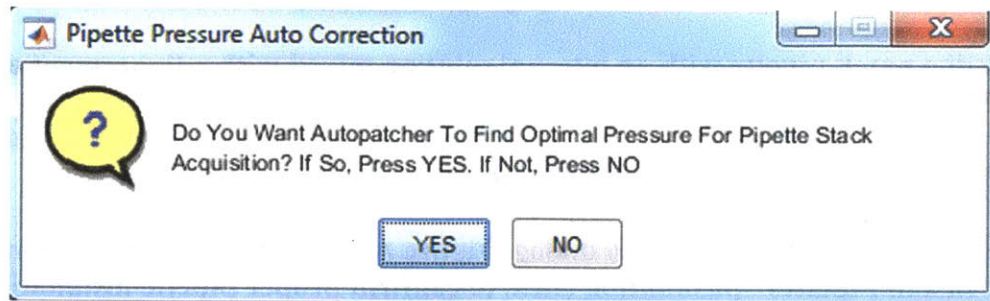 Pipette Pressure Auto Correction
?
Do You Want Autopatcher To Find Optimal Pressure For Pipette Stack
Acquisition? If So, Press YES. If Not, Press NO
YES NO